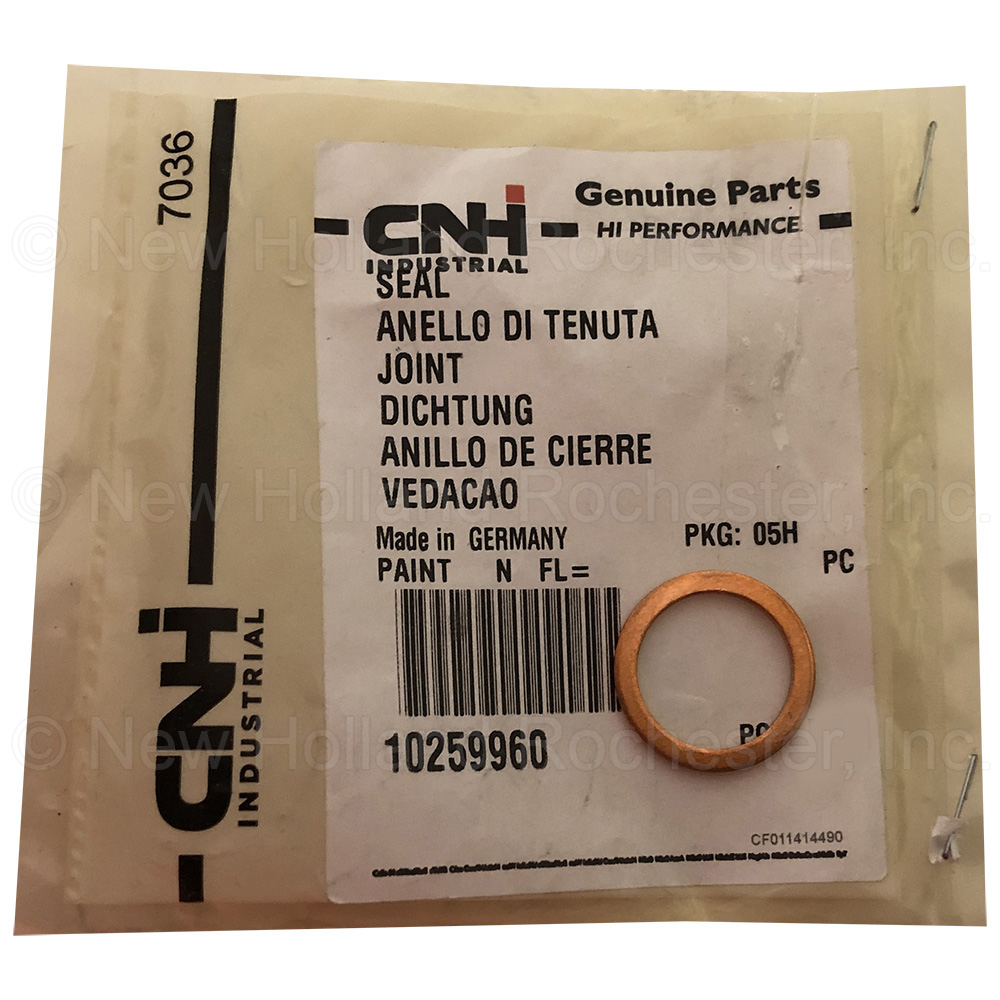 7036
CNH
INDUSTRIAL
Genuine Parts
HI PERFORMANCE
SEAL
ANELLO DI TENUTA
JOINT
DICHTUNG
ANILLO DE CIERRE
VEDACAO
Made in GERMANY
PKG: 05H
PC
PAINT N FL=
10259960
PC
CF011414490
CNH
INDUSTRIAL
© New Holland Rochester, Inc.
© New Holland Rochester, Inc.
© New Holland Rochester, Inc.